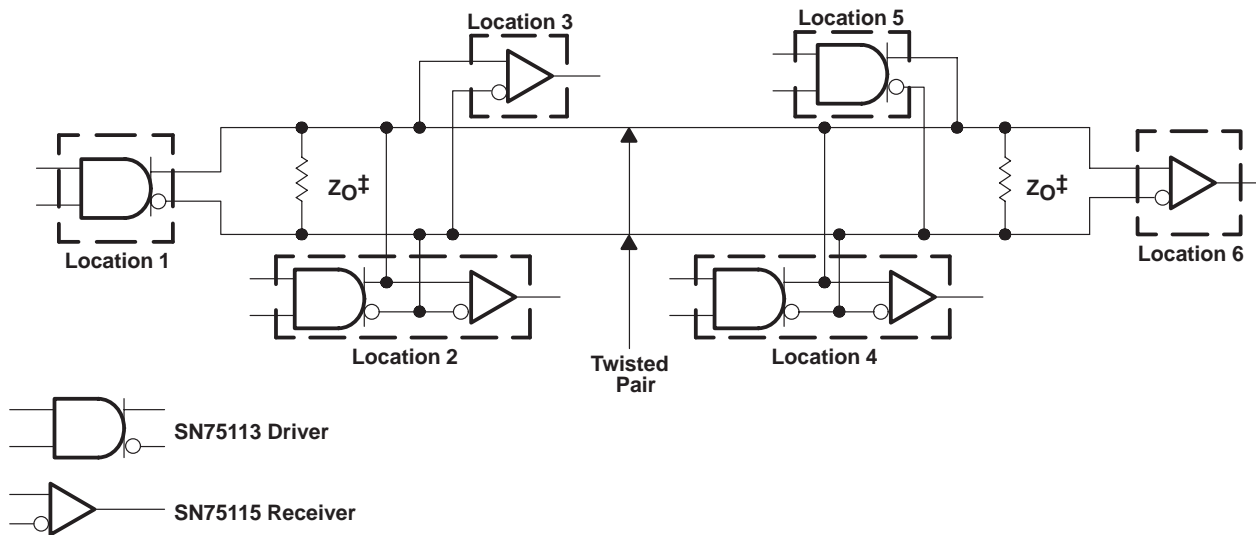 Location 3
Location 5
ZO‡
ZO‡
Location 1
Location 6
Location 2
Location 4
Twisted
Pair
SN75113 Driver
SN75115 Receiver